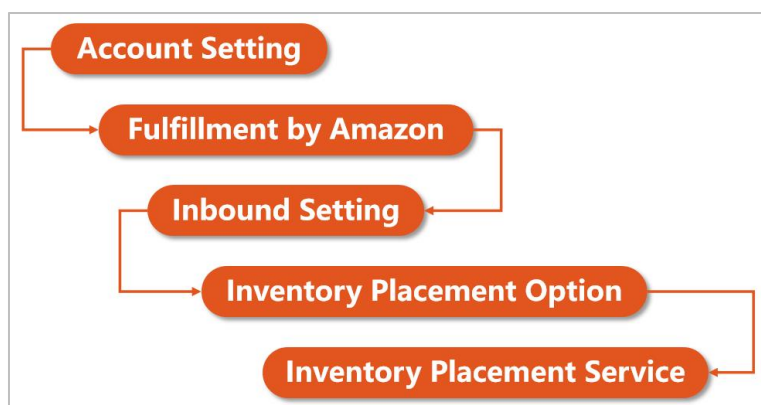 Account Setting
Fulfillment by Amazon
Inbound Setting
Inventory Placement Option
Inventory Placement Service